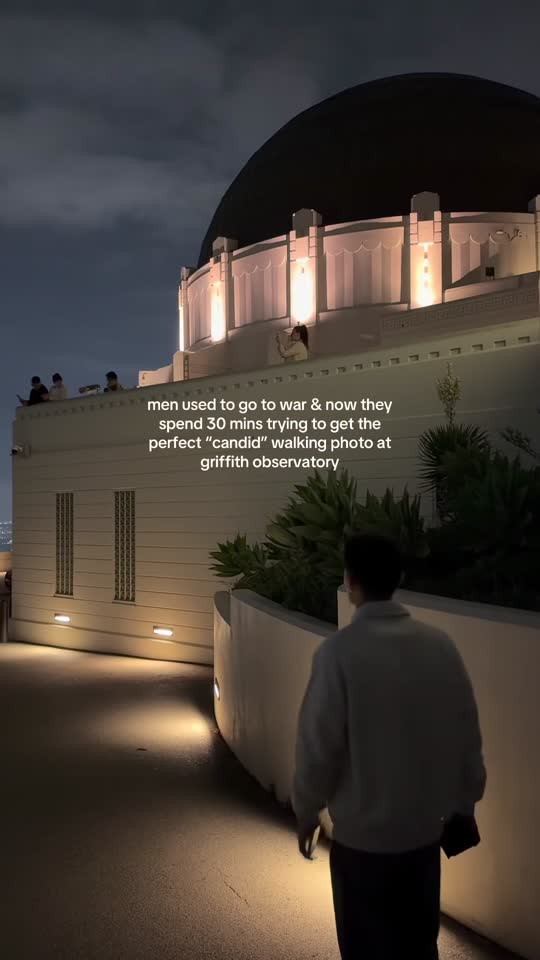 men used to go to war & now they
spend 30 mins trying to get the
perfect “candid” walking photo at
griffith observatory